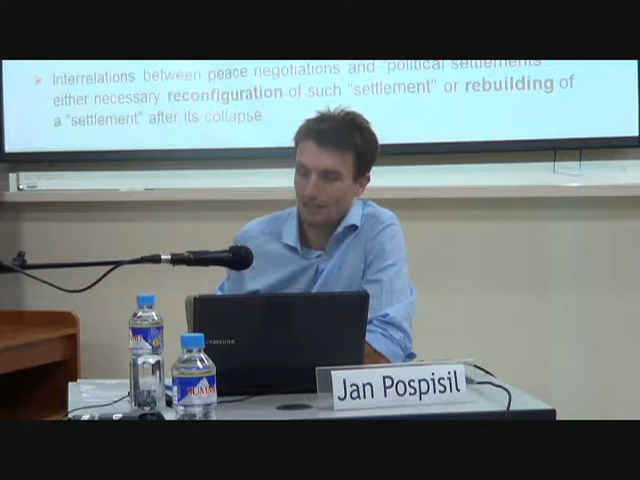 Interrelations between peace negotiations and "political settlements":
either necessary reconfiguration of such "settlement" or rebuilding of
a "settlement" after its collapse
SAMSUNG
Jan Pospisil